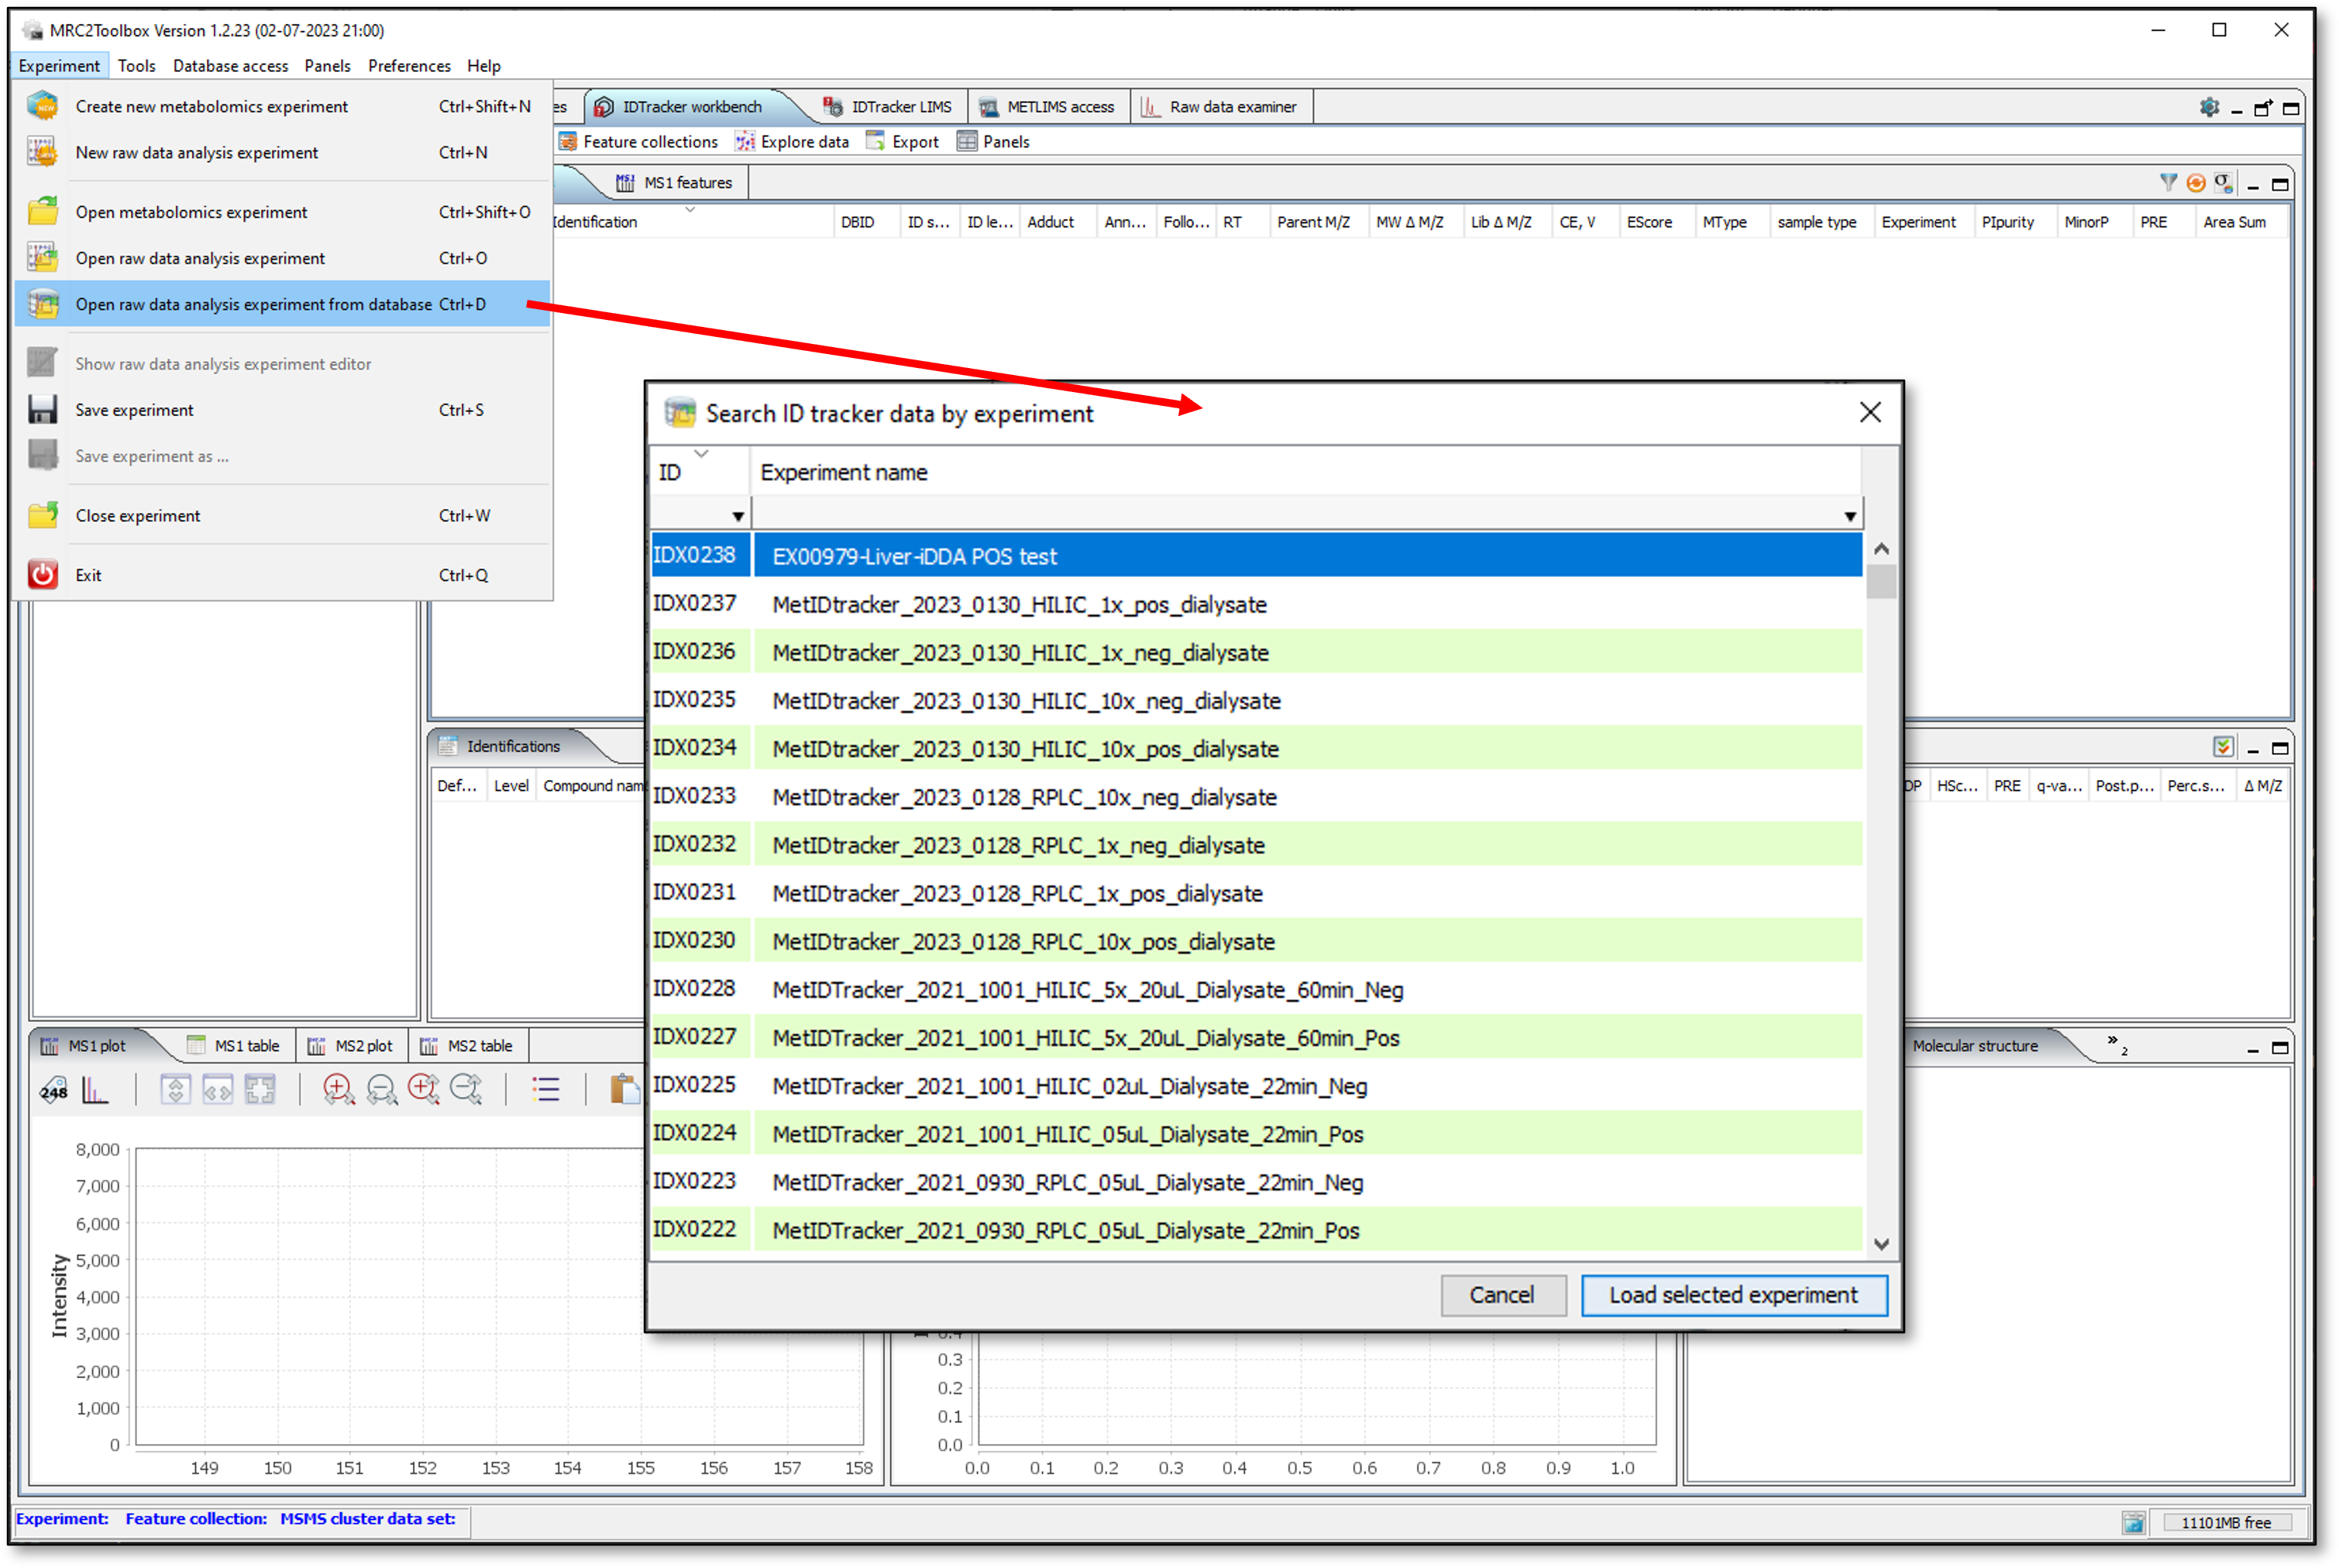 MRC2Toolbox Version 1.2.23 (02-07-2023 21:00)
Experiment Tools Database access Panels Preferences Help
Create new metabolomics experiment Ctrl+Shift+N
New raw data analysis experiment Ctrl+N
Open metabolomics experiment Ctrl+Shift+O
Open raw data analysis experiment Ctrl+O
Open raw data analysis experiment from database Ctrl+D
Show raw data analysis experiment editor
Save experiment Ctrl+S
Save experiment as ...
Close experiment Ctrl+W
Exit Ctrl+Q
es IDTracker workbench IDTracker LIMS METLIMS access Raw data examiner
Feature collections Explore data Export Panels
MS1 MS1 features
Identification DBID ID s... ID le... Adduct Ann... Follo... RT Parent M/Z MW Δ M/Z Lib Δ M/Z CE, V EScore MType sample type Experiment PIpurity MinorP PRE Area Sum
Search ID tracker data by experiment
ID Experiment name
IDX0238 EX00979-Liver-iDDA POS test
IDX0237 MetIDtracker_2023_0130_HILIC_1x_pos_dialysate
IDX0236 MetIDtracker_2023_0130_HILIC_1x_neg_dialysate
IDX0235 MetIDtracker_2023_0130_HILIC_10x_neg_dialysate
IDX0234 MetIDtracker_2023_0130_HILIC_10x_pos_dialysate
IDX0233 MetIDtracker_2023_0128_RPLC_10x_neg_dialysate
IDX0232 MetIDtracker_2023_0128_RPLC_1x_neg_dialysate
IDX0231 MetIDtracker_2023_0128_RPLC_1x_pos_dialysate
IDX0230 MetIDtracker_2023_0128_RPLC_10x_pos_dialysate
IDX0228 MetIDTracker_2021_1001_HILIC_5x_20uL_Dialysate_60min_Neg
IDX0227 MetIDTracker_2021_1001_HILIC_5x_20uL_Dialysate_60min_Pos
IDX0225 MetIDTracker_2021_1001_HILIC_02uL_Dialysate_22min_Neg
IDX0224 MetIDTracker_2021_1001_HILIC_05uL_Dialysate_22min_Pos
IDX0223 MetIDTracker_2021_0930_RPLC_05uL_Dialysate_22min_Neg
IDX0222 MetIDTracker_2021_0930_RPLC_05uL_Dialysate_22min_Pos
Cancel Load selected experiment
Identifications
Def... Level Compound nam
DP HSc... PRE q-va... Post.p... Perc.s... Δ M/Z
MS1 plot MS1 table MS2 plot MS2 table
Molecular structure » 2
248
8,000
7,000
6,000
5,000
4,000
3,000
2,000
1,000
0
Intensity
149 150 151 152 153 154 155 156 157 158
0.4
0.3
0.2
0.1
0.0
0.0 0.1 0.2 0.3 0.4 0.5 0.6 0.7 0.8 0.9 1.0
Experiment: Feature collection: MSMS cluster data set:
11101MB free